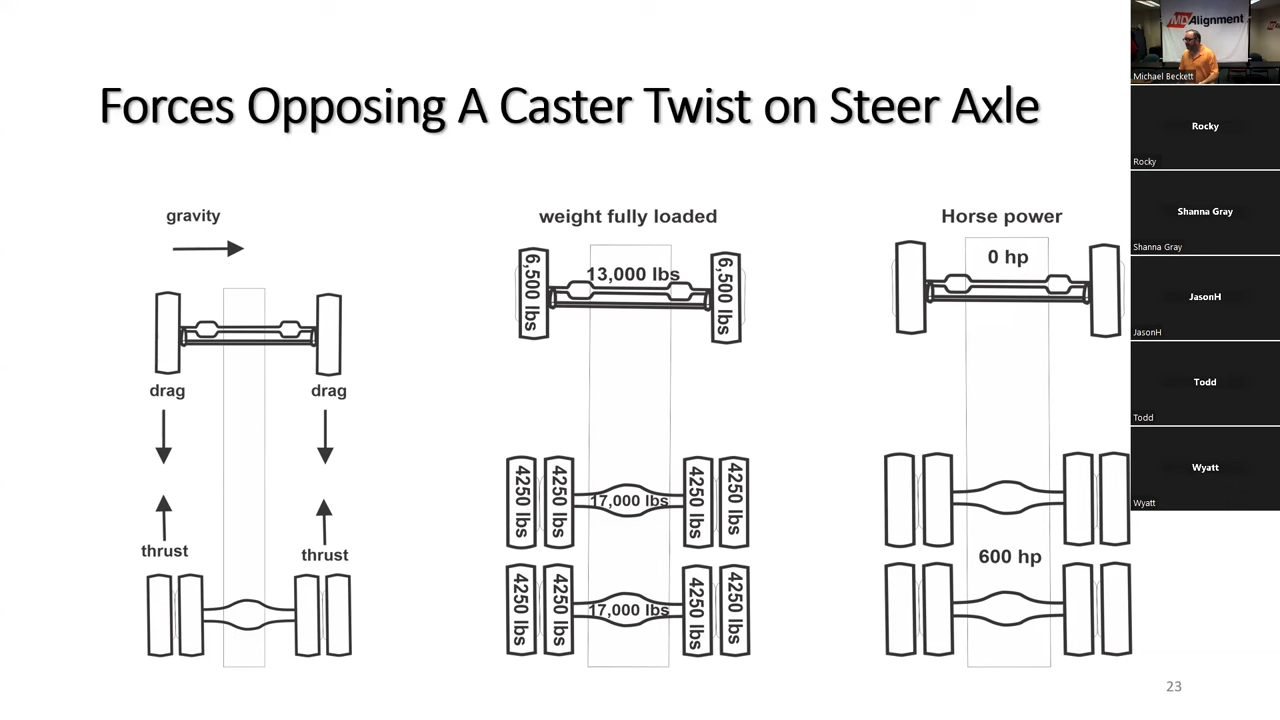 Forces Opposing A Caster Twist on Steer Axle
gravity
drag
drag
thrust
thrust
weight fully loaded
6,500 lbs
13,000 lbs
6,500 lbs
4250 lbs
4250 lbs
17,000 lbs
4250 lbs
4250 lbs
4250 lbs
4250 lbs
17,000 lbs
4250 lbs
4250 lbs
Horse power
0 hp
600 hp
23
MD Alignment
Michael Beckett
Rocky
Rocky
Shanna Gray
Shanna Gray
JasonH
JasonH
Todd
Todd
Wyatt
Wyatt